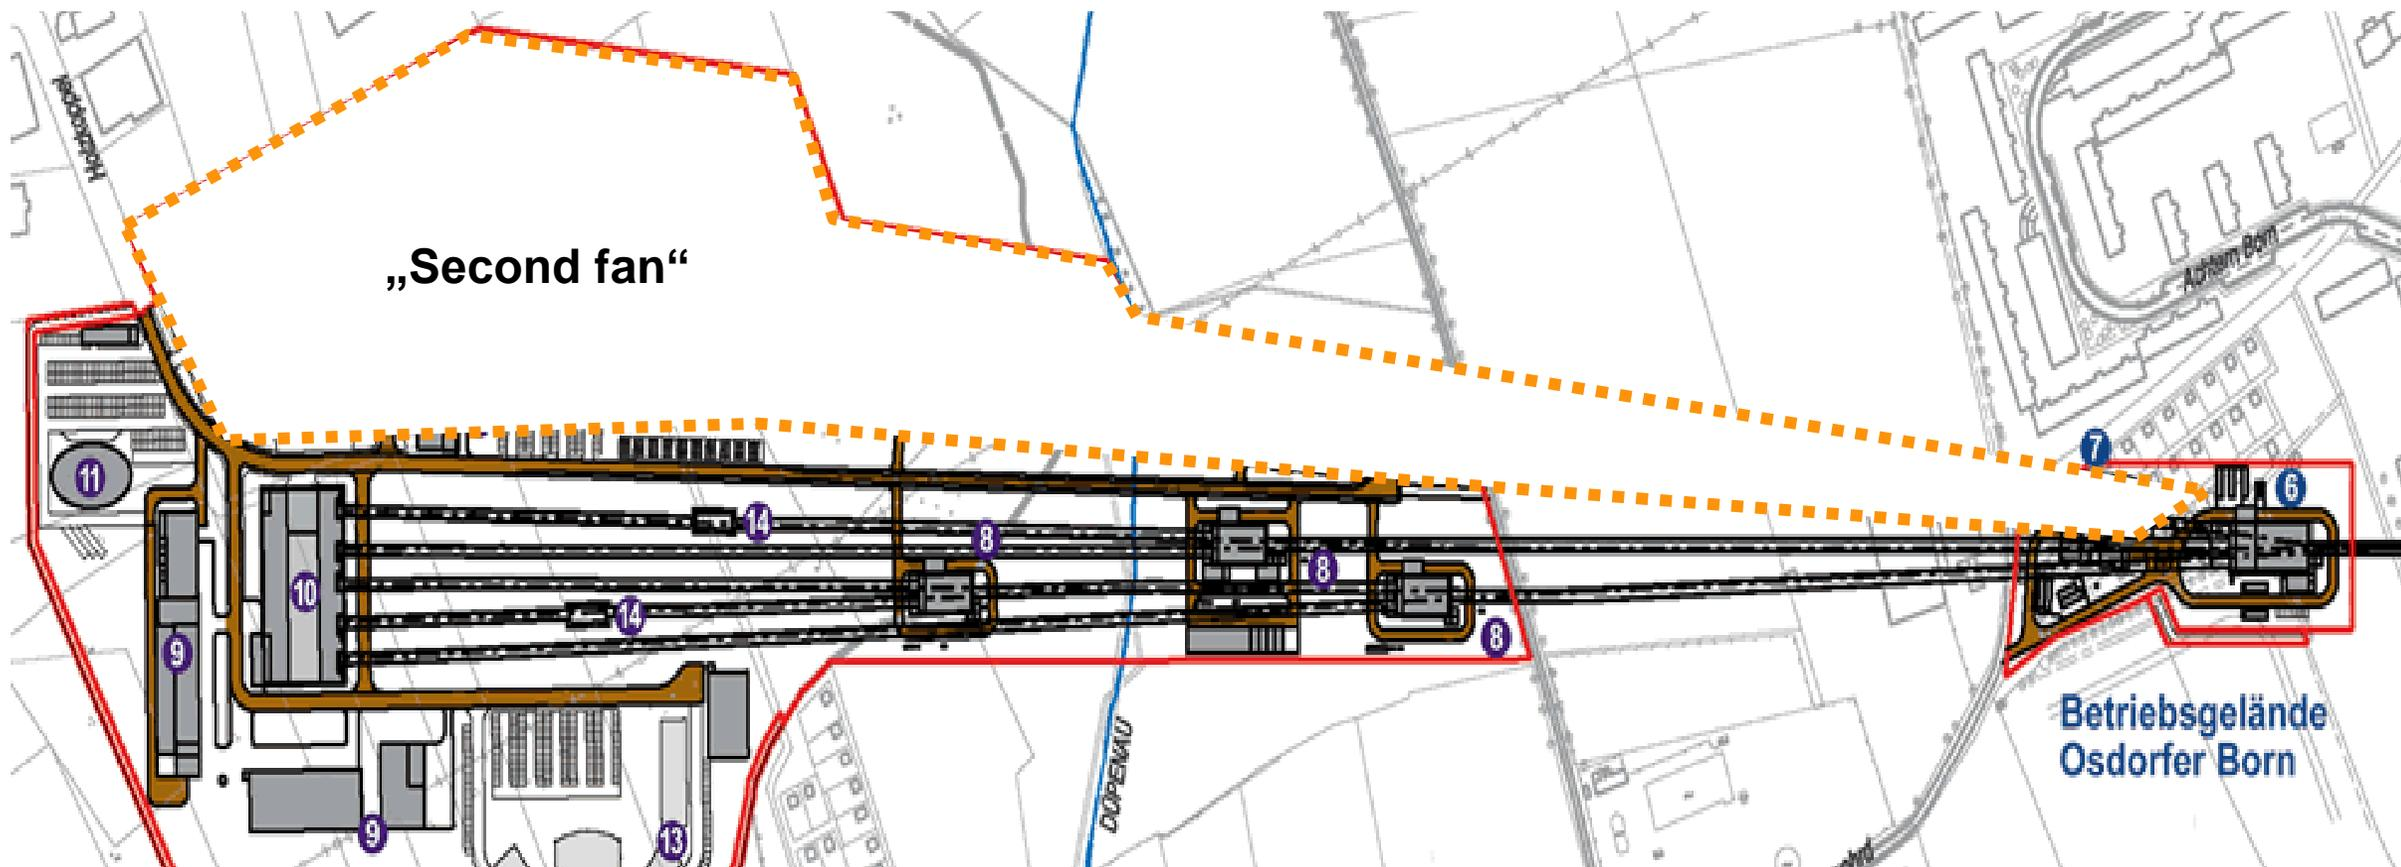 Holzkoppel
„Second fan“
Achtern Born
7
6
11
14
8
8
10
14
8
9
Betriebsgelände
Osdorfer Born
DÜPENAU
9
13